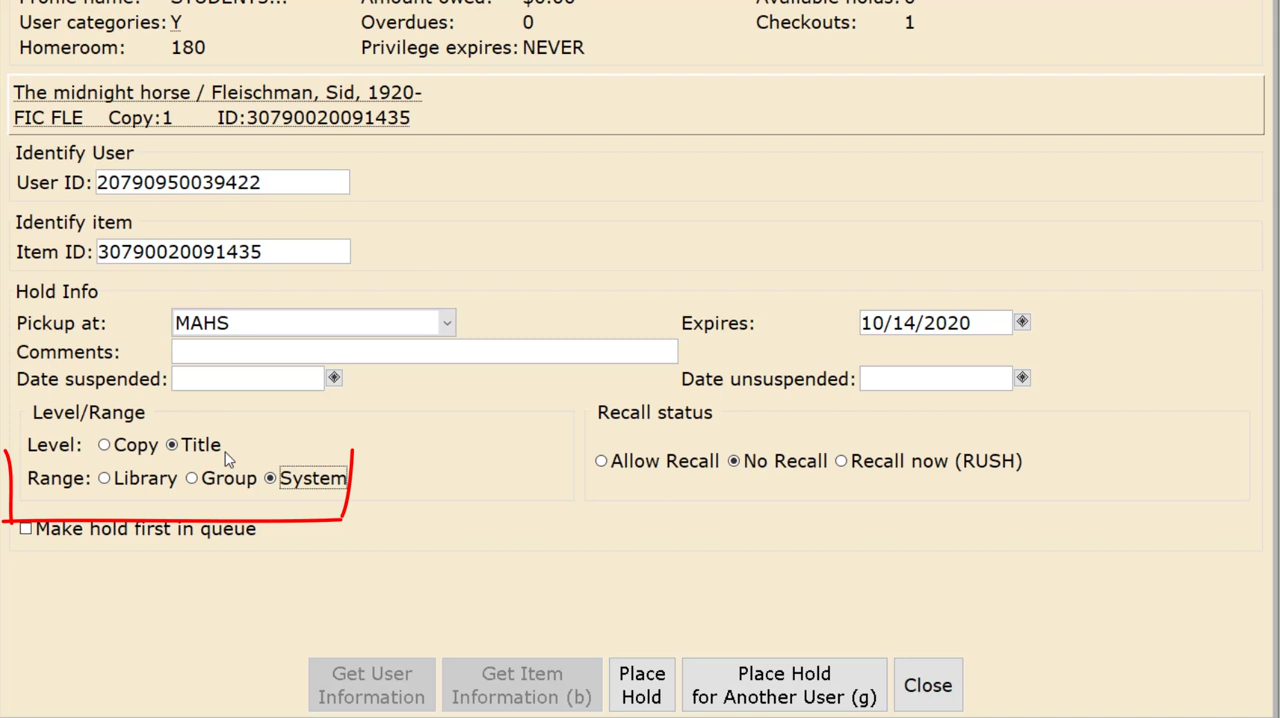 User categories: Y Overdues: 0 Checkouts: 1
Homeroom: 180 Privilege expires: NEVER
The midnight horse / Fleischman, Sid, 1920-
FIC FLE Copy:1 ID:30790020091435
Identify User
User ID: 20790950039422
Identify item
Item ID: 30790020091435
Hold Info
Pickup at: MAHS Expires: 10/14/2020
Comments:
Date suspended: Date unsuspended:
Level/Range Recall status
Level: Copy Title
Allow Recall No Recall Recall now (RUSH)
Range: Library Group System
Make hold first in queue
Get User Information
Get Item Information (b)
Place Hold
Place Hold for Another User (g)
Close